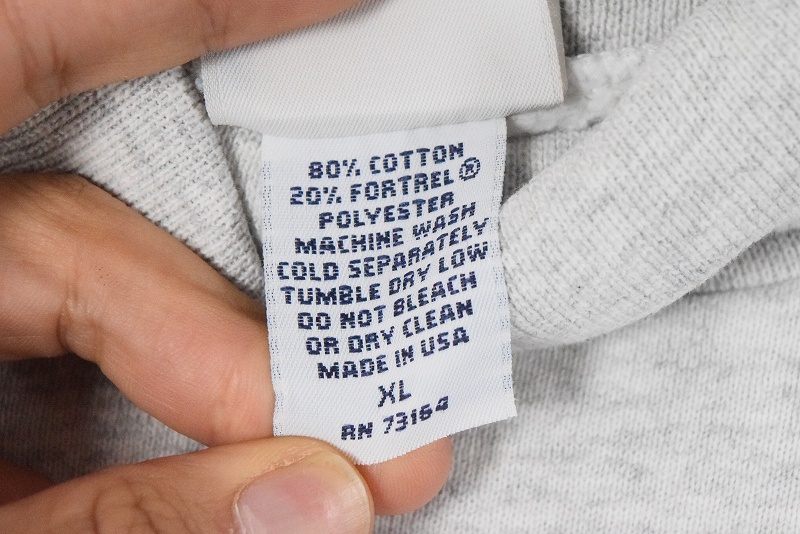 80% COTTON
20% FORTREL®
POLYESTER
MACHINE WASH
COLD SEPARATELY
TUMBLE DRY LOW
DO NOT BLEACH
OR DRY CLEAN
MADE IN USA
XL
RN 73164